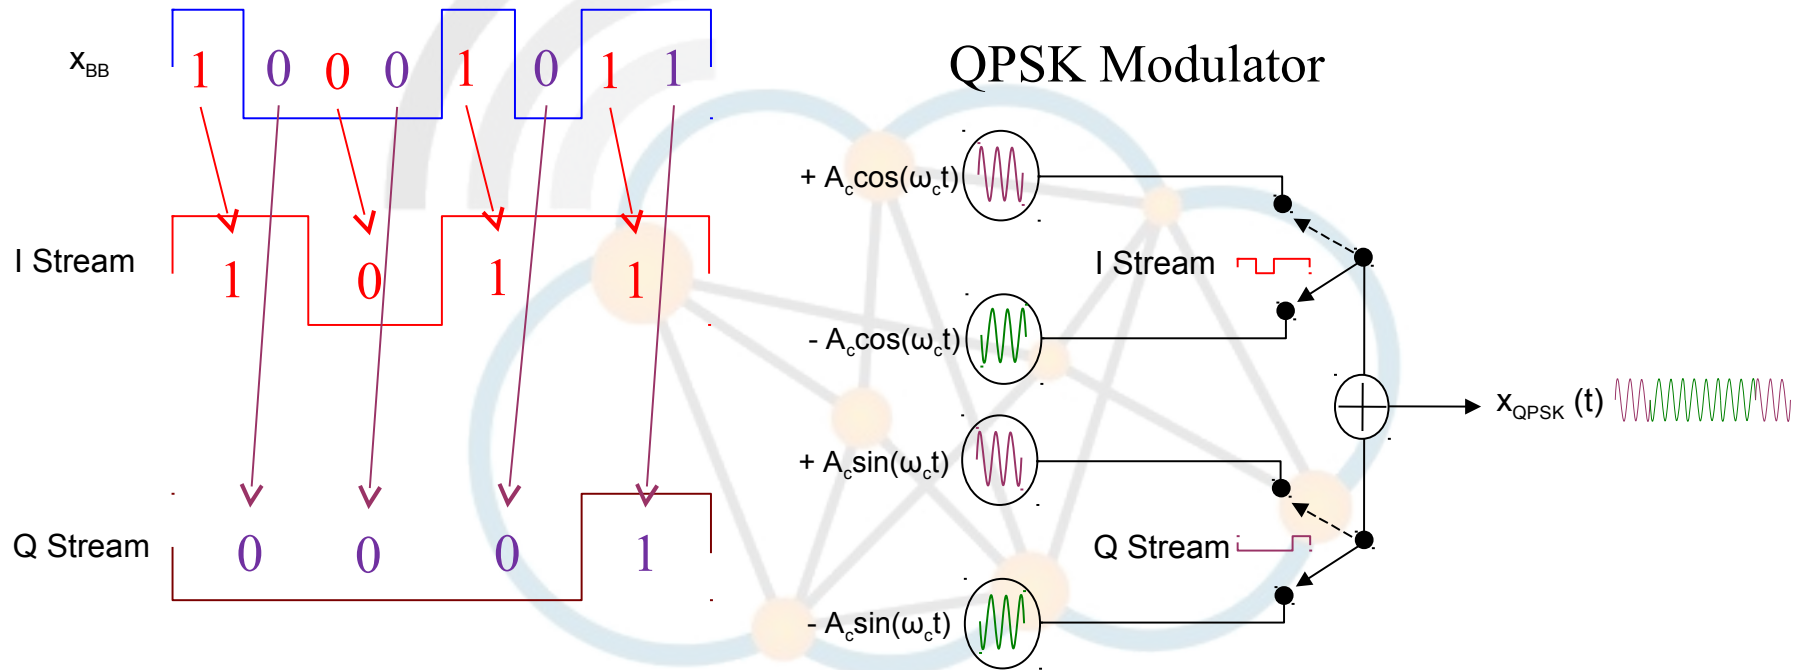 QPSK Modulator
x_BB 1 0 0 0 1 0 1 1
I Stream 1 0 1 1
Q Stream 0 0 0 1
+ A_c cos(ω_c t)
I Stream
- A_c cos(ω_c t)
x_QPSK (t)
+ A_c sin(ω_c t)
Q Stream
- A_c sin(ω_c t)